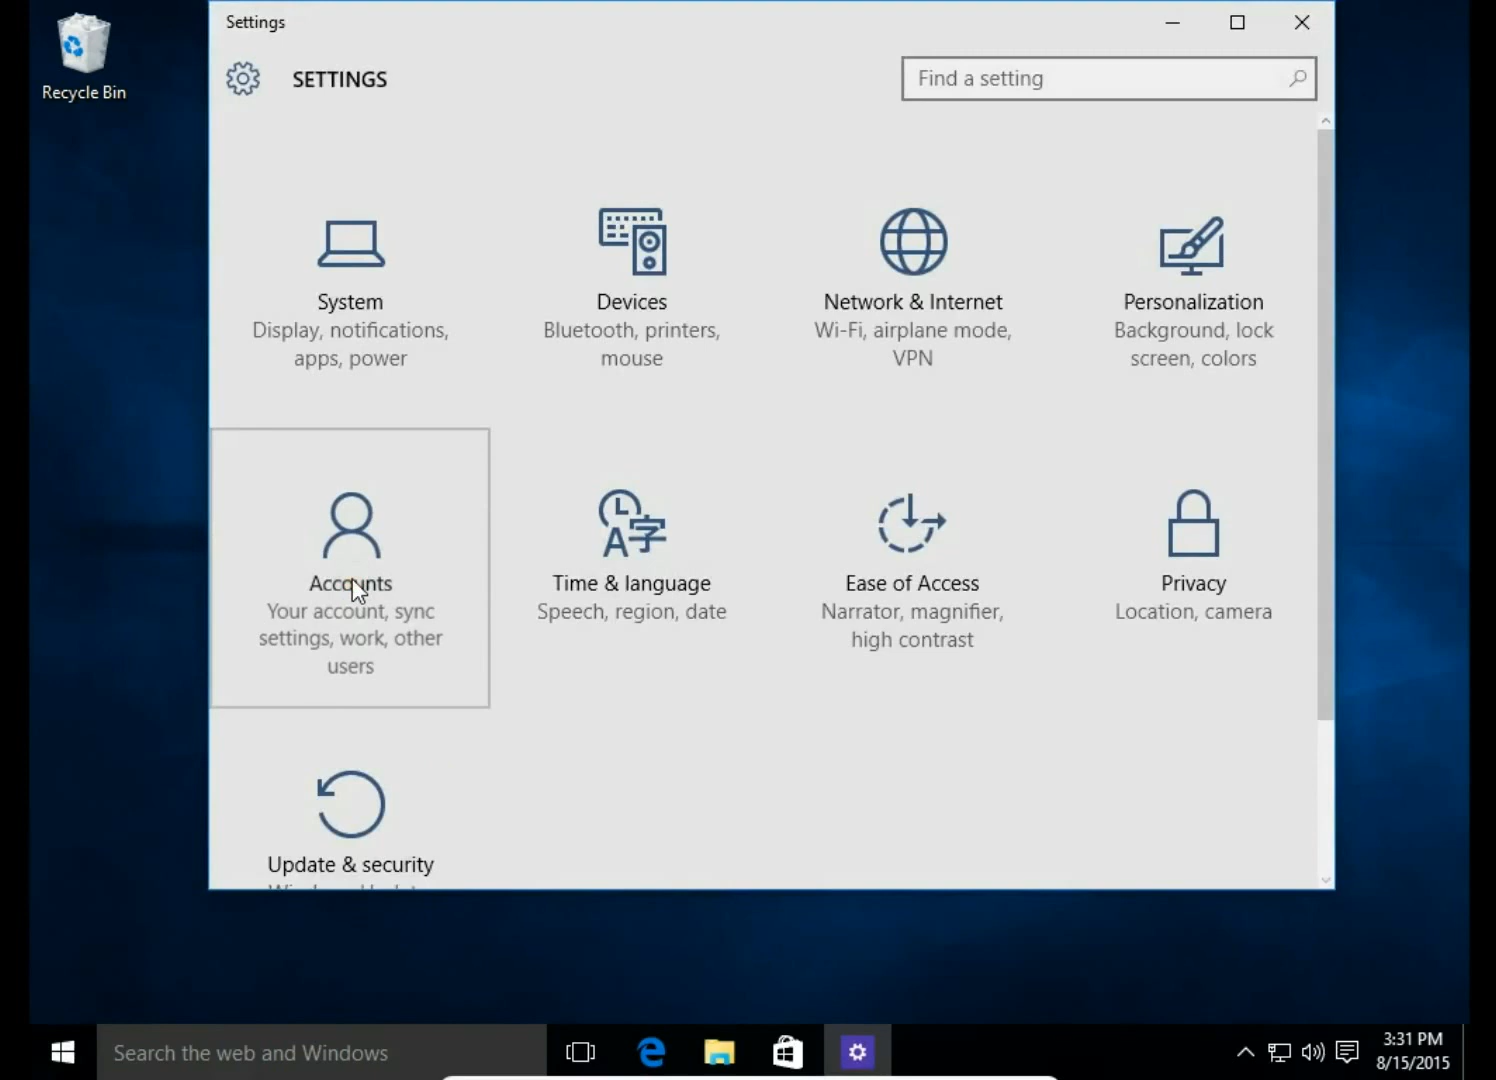 Recycle Bin
Settings
SETTINGS
Find a setting
System
Display, notifications,
apps, power
Devices
Bluetooth, printers,
mouse
Network & Internet
Wi-Fi, airplane mode,
VPN
Personalization
Background, lock
screen, colors
Accounts
Your account, sync
settings, work, other
users
Time & language
Speech, region, date
Ease of Access
Narrator, magnifier,
high contrast
Privacy
Location, camera
Update & security
Search the web and Windows
3:31 PM
8/15/2015